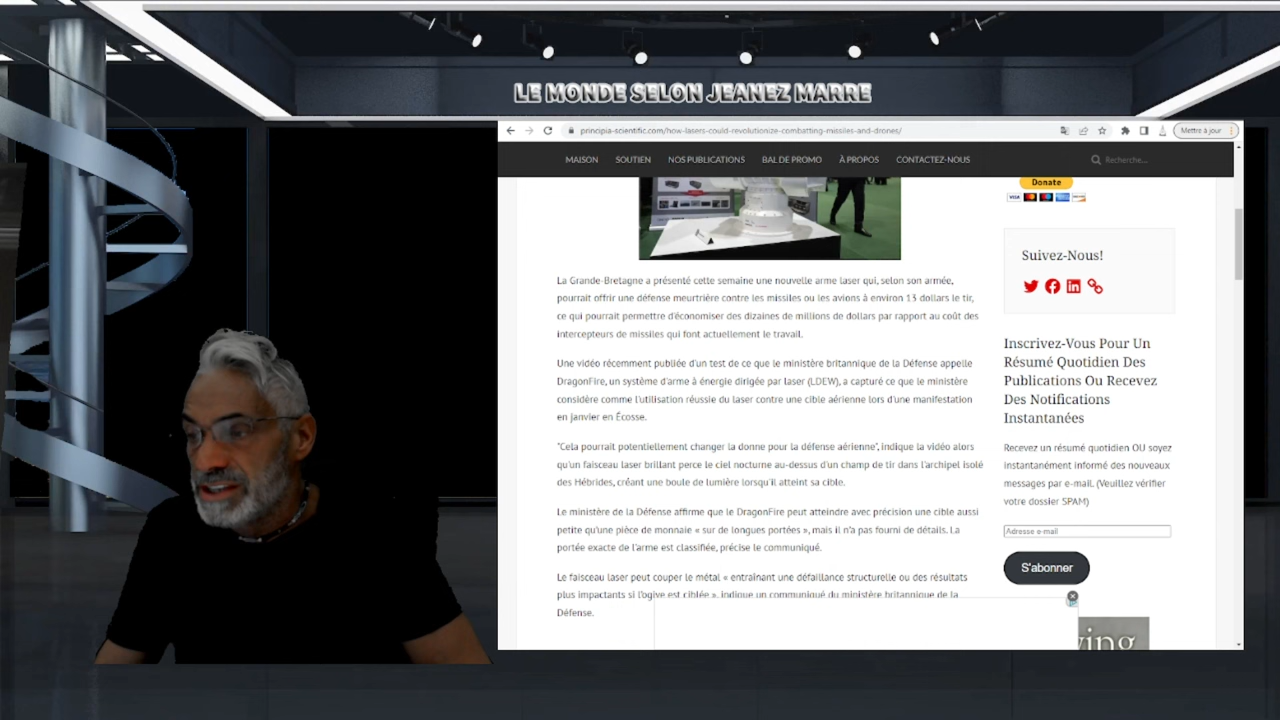 LE MONDE SELON JEANEZ MARRE
principia-scientific.com/how-lasers-could-revolutionize-combatting-missiles-and-drones/
Mettre à jour
MAISON SOUTIEN NOS PUBLICATIONS BAL DE PROMO À PROPOS CONTACTEZ-NOUS Recherche...
La Grande-Bretagne a présenté cette semaine une nouvelle arme laser qui, selon son armée,
pourrait offrir une défense meurtrière contre les missiles ou les avions à environ 13 dollars le tir,
ce qui pourrait permettre d'économiser des dizaines de millions de dollars par rapport au coût des
intercepteurs de missiles qui font actuellement le travail.
Une vidéo récemment publiée d'un test de ce que le ministère britannique de la Défense appelle
DragonFire, un système d'arme à énergie dirigée par laser (LDEW), a capturé ce que le ministère
considère comme l'utilisation réussie du laser contre une cible aérienne lors d'une manifestation
en janvier en Écosse.
"Cela pourrait potentiellement changer la donne pour la défense aérienne", indique la vidéo alors
qu'un faisceau laser brillant perce le ciel nocturne au-dessus d'un champ de tir dans l'archipel isolé
des Hébrides, créant une boule de lumière lorsqu'il atteint sa cible.
Le ministère de la Défense affirme que le DragonFire peut atteindre avec précision une cible aussi
petite qu'une pièce de monnaie « sur de longues portées », mais il n'a pas fourni de détails. La
portée exacte de l'arme est classifiée, précise le communiqué.
Le faisceau laser peut couper le métal « entraînant une défaillance structurelle ou des résultats
plus impactants si l'ogive est ciblée », indique un communiqué du ministère britannique de la
Défense.
Donate
VISA
Suivez-Nous!
Inscrivez-Vous Pour Un
Résumé Quotidien Des
Publications Ou Recevez
Des Notifications
Instantanées
Recevez un résumé quotidien OU soyez
instantanément informé des nouveaux
messages par e-mail. (Veuillez vérifier
votre dossier SPAM)
Adresse e-mail
S'abonner
ving